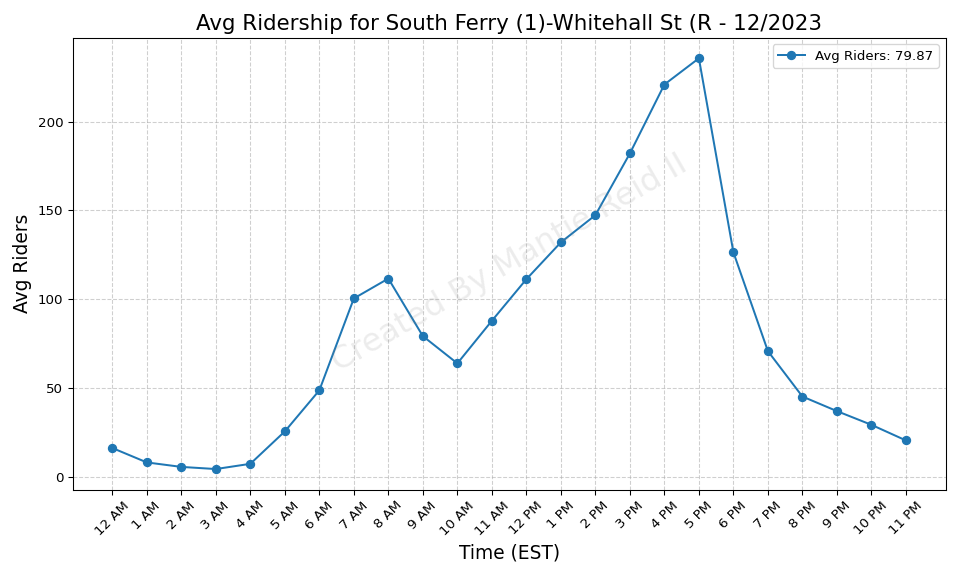 Avg Ridership for South Ferry (1)-Whitehall St (R - 12/2023
Avg Riders: 79.87
Avg Riders
200
150
100
50
0
Created By Mantle Reid II
12 AM
1 AM
2 AM
3 AM
4 AM
5 AM
6 AM
7 AM
8 AM
9 AM
10 AM
11 AM
12 PM
1 PM
2 PM
3 PM
4 PM
5 PM
6 PM
7 PM
8 PM
9 PM
10 PM
11 PM
Time (EST)